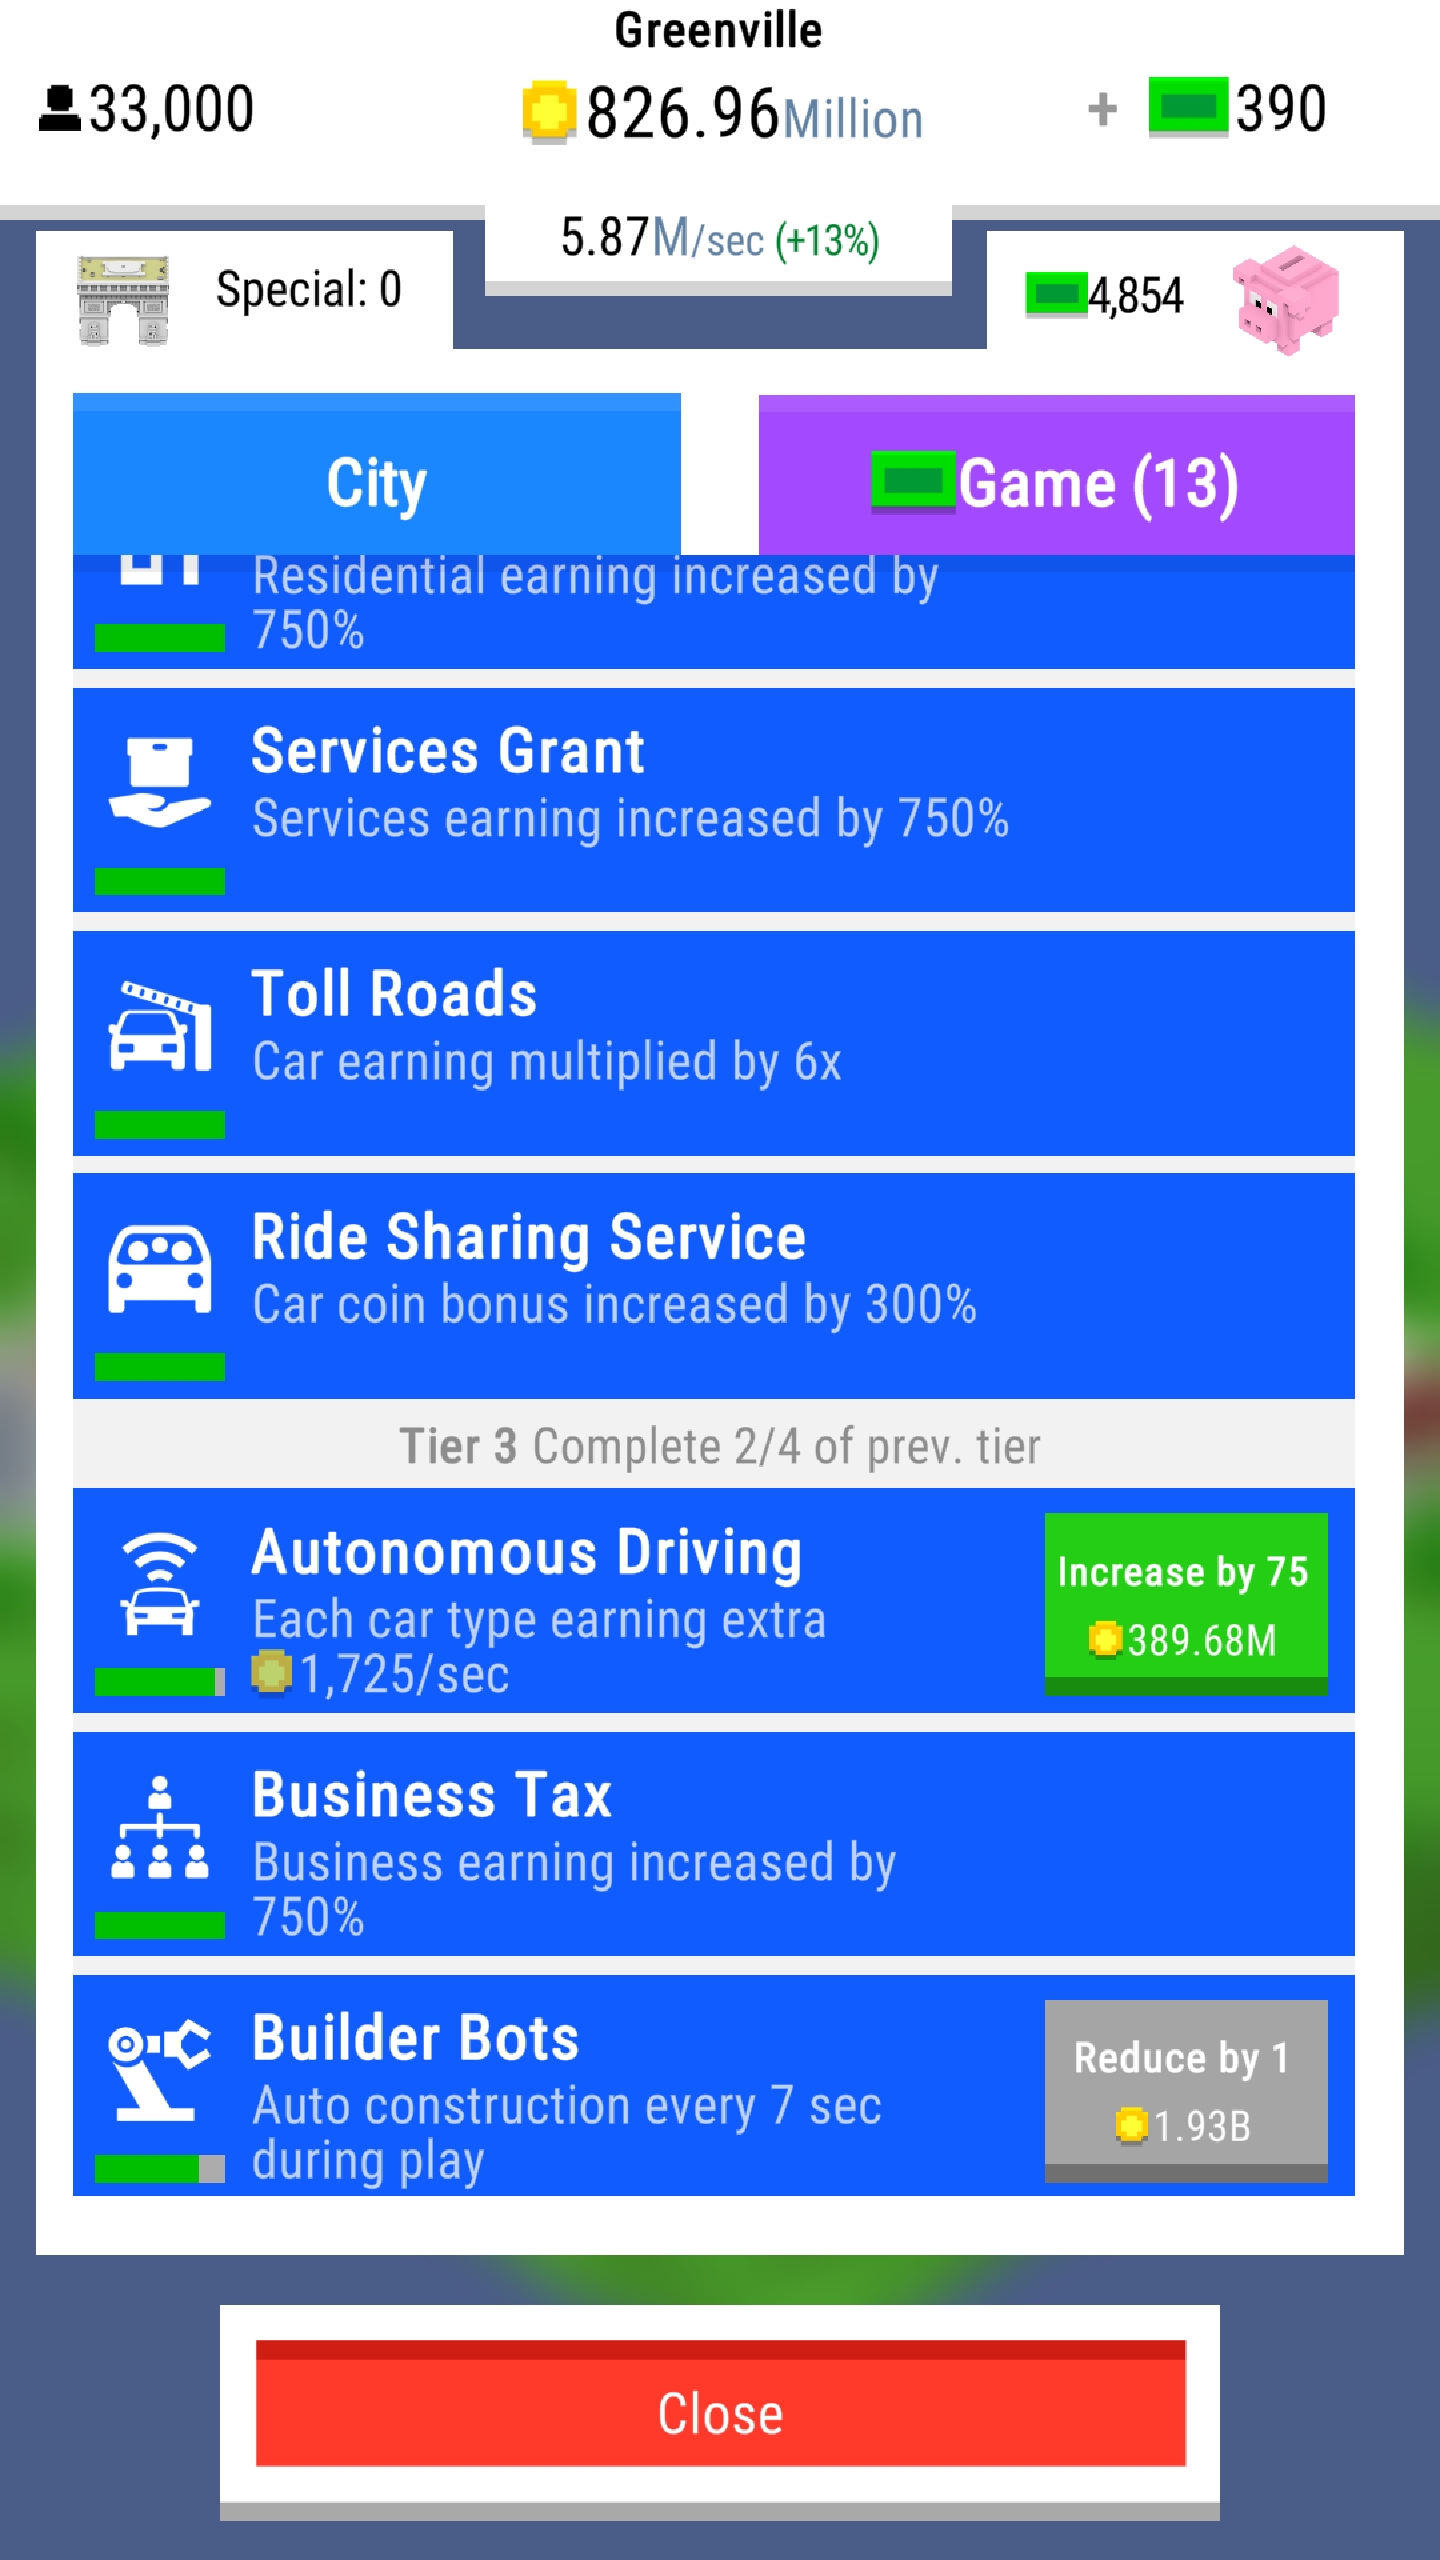 Greenville
33,000
826.96Million
+ 390
5.87M/sec (+13%)
Special: 0
4,854
City
Game (13)
Residential earning increased by
750%
Services Grant
Services earning increased by 750%
Toll Roads
Car earning multiplied by 6x
Ride Sharing Service
Car coin bonus increased by 300%
Tier 3 Complete 2/4 of prev. tier
Autonomous Driving
Each car type earning extra
1,725/sec
Increase by 75
389.68M
Business Tax
Business earning increased by
750%
Builder Bots
Auto construction every 7 sec
during play
Reduce by 1
1.93B
Close